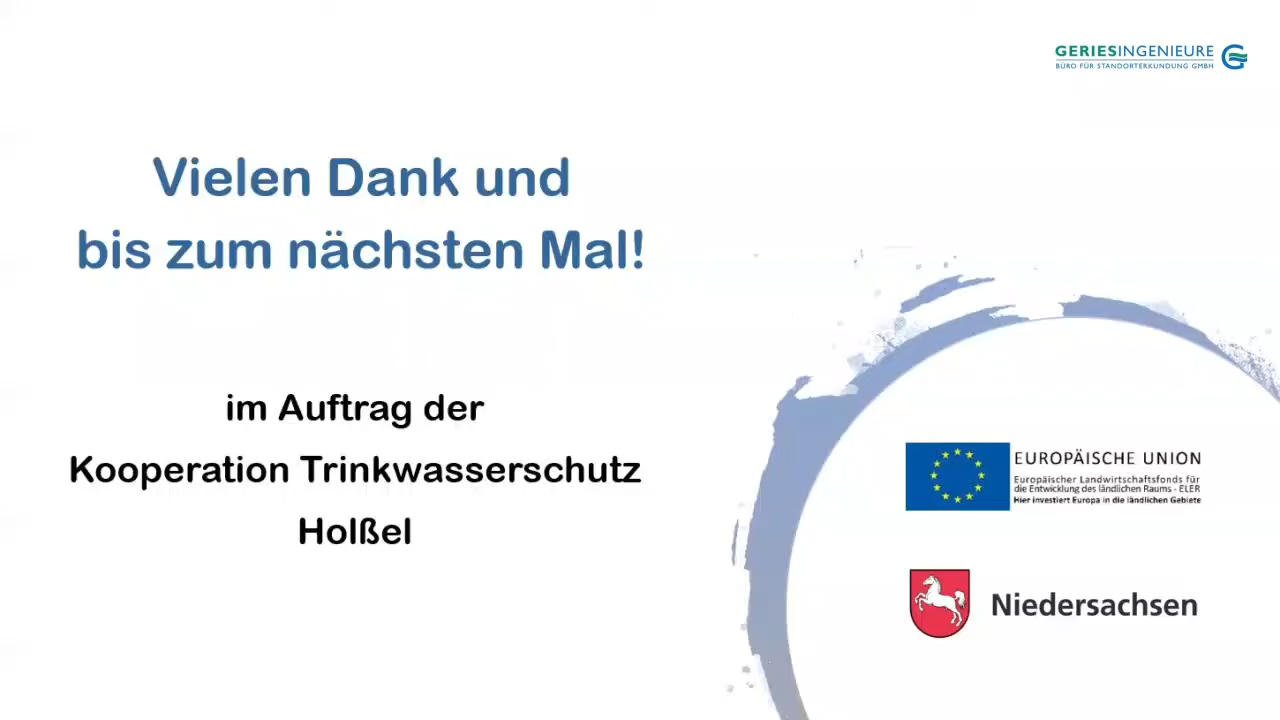 GERIESINGENIEURE
BÜRO FÜR STANDORTERKUNDUNG GMBH
Vielen Dank und
bis zum nächsten Mal!
im Auftrag der
Kooperation Trinkwasserschutz
Holßel
EUROPÄISCHE UNION
Europäischer Landwirtschaftsfonds für
die Entwicklung des ländlichen Raums - ELER
Hier investiert Europa in die ländlichen Gebiete
Niedersachsen